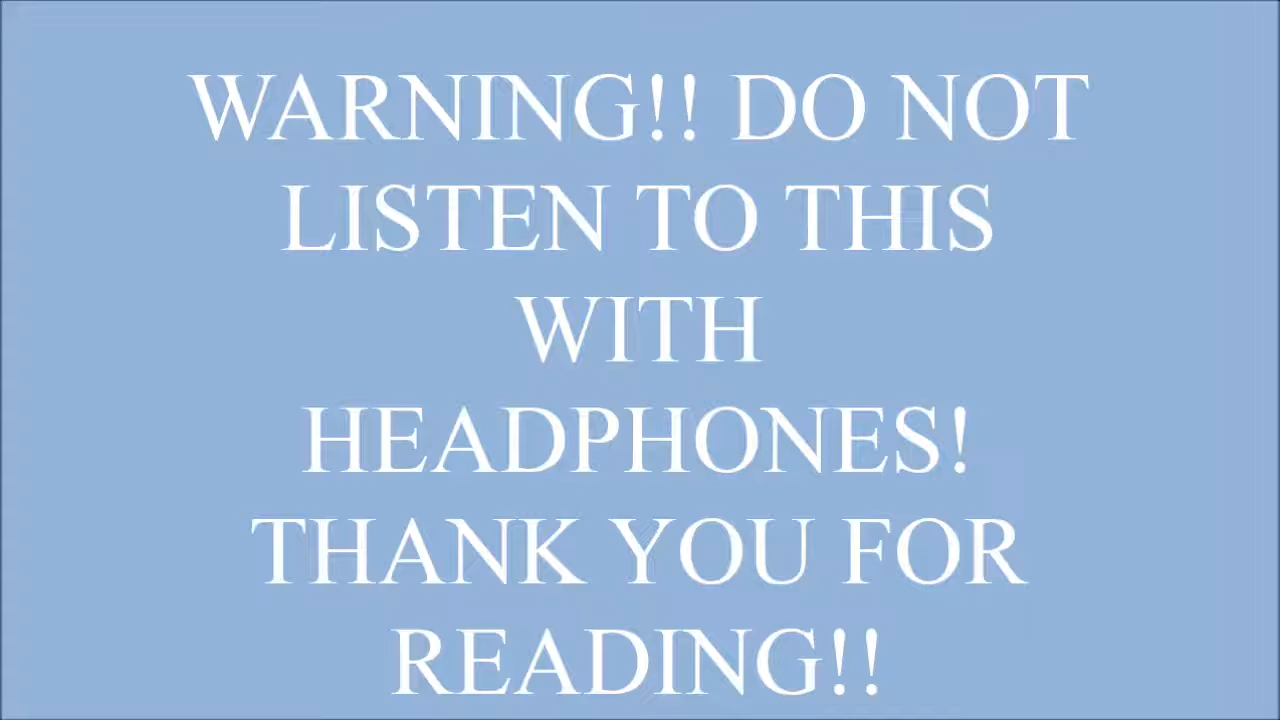 WARNING!! DO NOT
LISTEN TO THIS
WITH
HEADPHONES!
THANK YOU FOR
READING!!